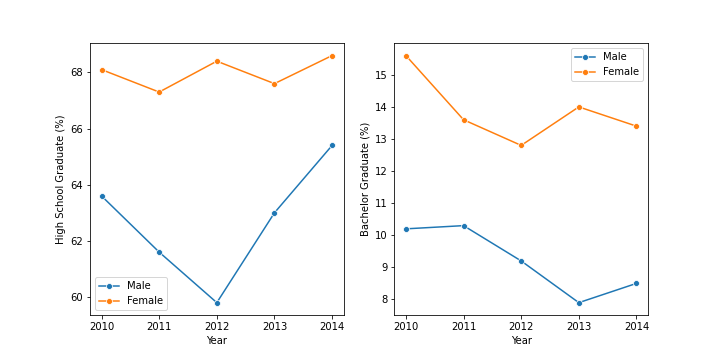 High School Graduate (%)
68
66
64
62
60
Male
Female
2010 2011 2012 2013 2014
Year
Bachelor Graduate (%)
15
14
13
12
11
10
9
8
Male
Female
2010 2011 2012 2013 2014
Year